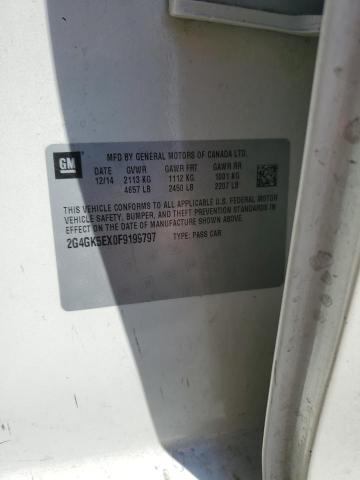 GM
MFD BY GENERAL MOTORS OF CANADA LTD.
DATE GVWR GAWR FRT GAWR RR
12/14 2113 KG 1112 KG 1001 KG
4657 LB 2450 LB 2207 LB
THIS VEHICLE CONFORMS TO ALL APPLICABLE U.S. FEDERAL MOTOR
VEHICLE SAFETY, BUMPER, AND THEFT PREVENTION STANDARDS IN
EFFECT ON THE DATE OF MANUFACTURE SHOWN ABOVE.
2G4GK5EX0F9199797 TYPE: PASS CAR